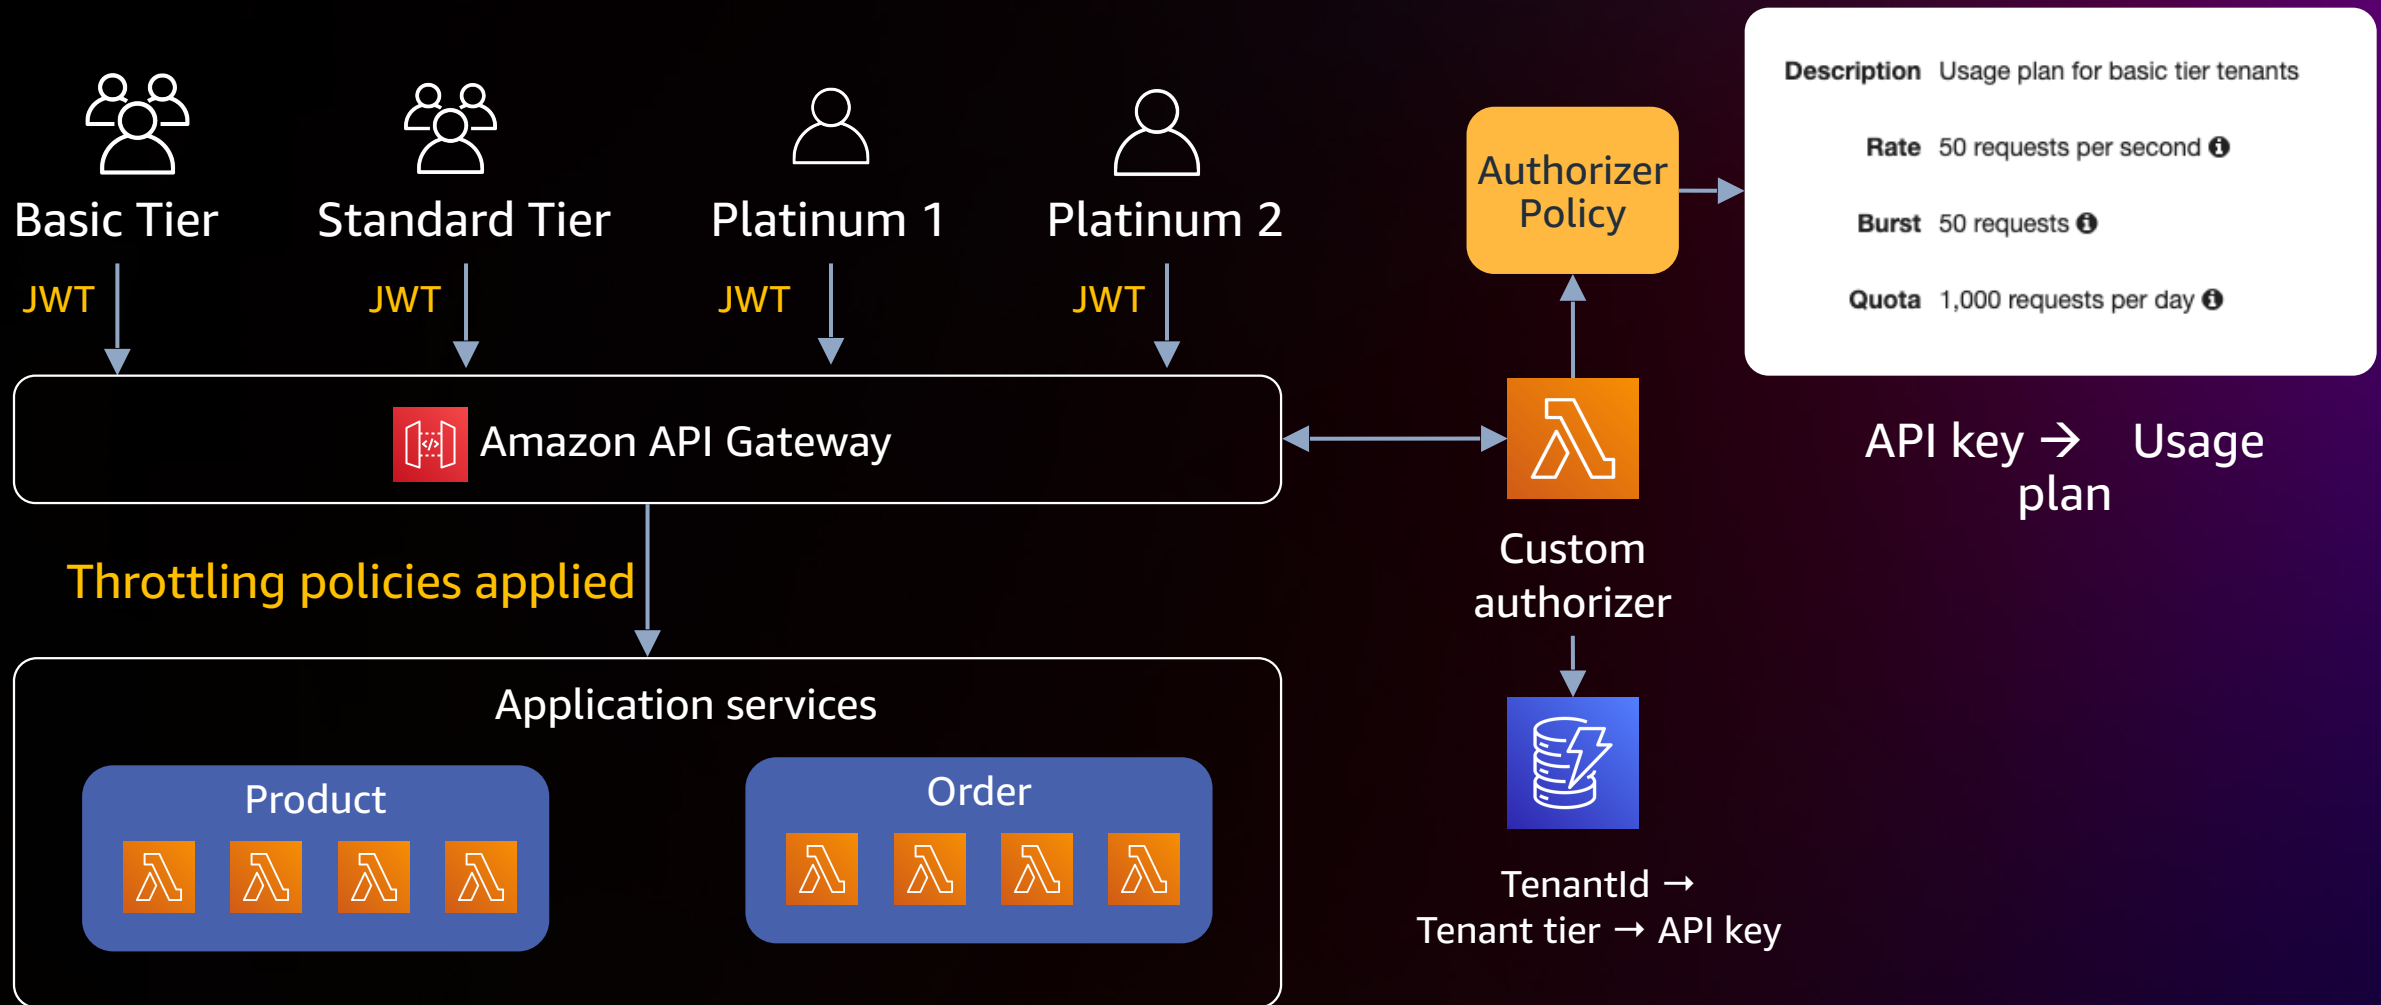 Basic Tier
Standard Tier
Platinum 1
Platinum 2
JWT
JWT
JWT
JWT
Amazon API Gateway
Throttling policies applied
Application services
Product
Order
Authorizer
Policy
Custom
authorizer
TenantId →
Tenant tier → API key
Description Usage plan for basic tier tenants
Rate 50 requests per second
Burst 50 requests
Quota 1,000 requests per day
API key → Usage
plan